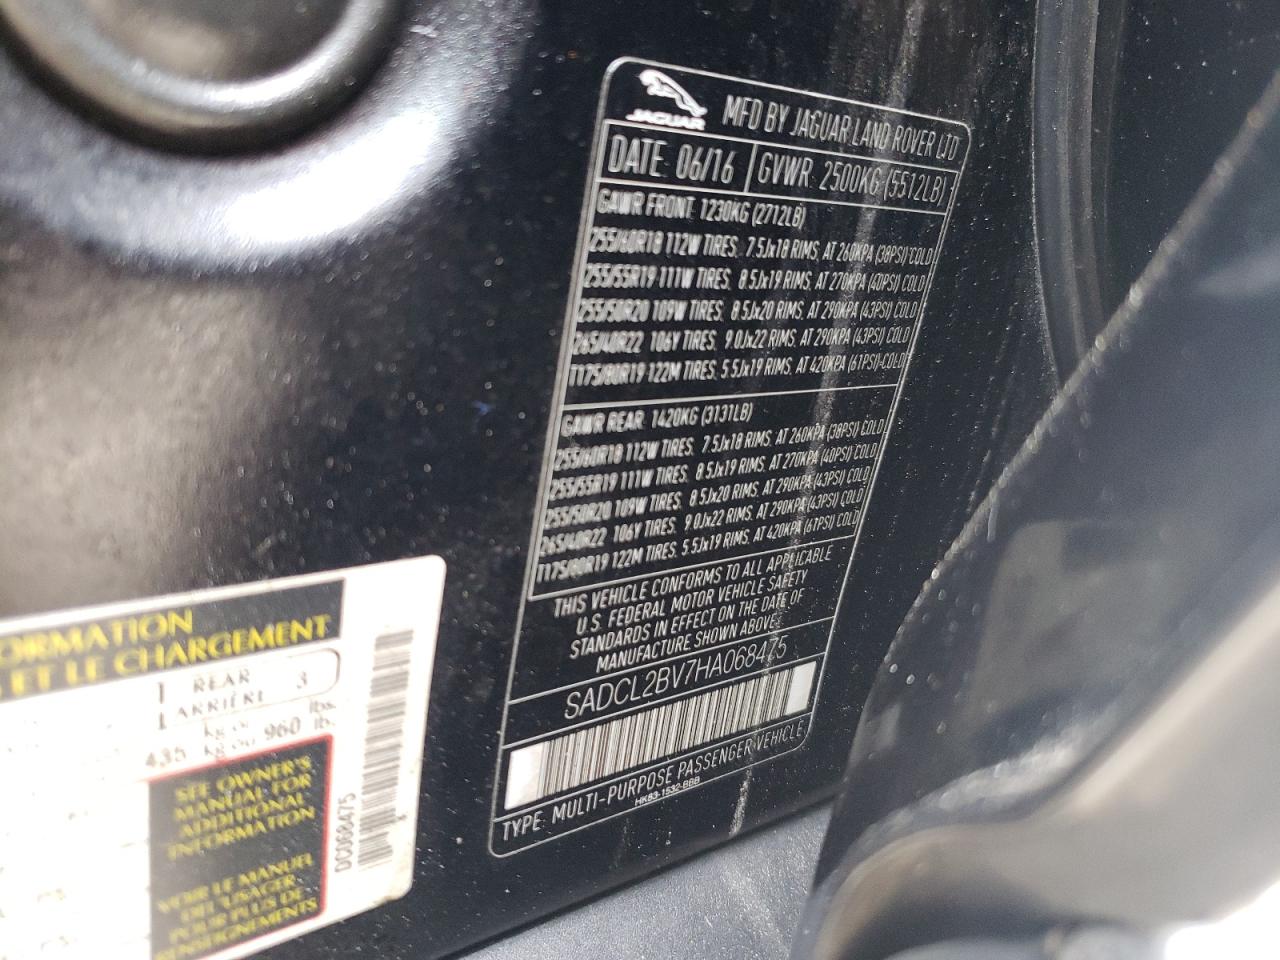 JAGUAR
MFD BY JAGUAR LAND ROVER LTD
DATE: 06/16 GVWR 2500KG (5512LB)
GAWR FRONT 1230KG (2712LB)
255/60R18 112W TIRES, 7.5Jx18 RIMS, AT 260KPA (38PSI) COLD
255/55R19 111W TIRES, 8.5Jx19 RIMS, AT 270KPA (40PSI) COLD
255/50R20 109W TIRES, 8.5Jx20 RIMS, AT 290KPA (43PSI) COLD
265/40R22 106Y TIRES, 9.0Jx22 RIMS, AT 290KPA (43PSI) COLD
T175/80R19 122M TIRES, 5.5Jx19 RIMS, AT 420KPA (61PSI) COLD
GAWR REAR 1420KG (3131LB)
255/60R18 112W TIRES, 7.5Jx18 RIMS, AT 260KPA (38PSI) COLD
255/55R19 111W TIRES, 8.5Jx19 RIMS, AT 270KPA (40PSI) COLD
255/50R20 109W TIRES, 8.5Jx20 RIMS, AT 290KPA (43PSI) COLD
265/40R22 106Y TIRES, 9.0Jx22 RIMS, AT 290KPA (43PSI) COLD
T175/80R19 122M TIRES, 5.5Jx19 RIMS, AT 420KPA (61PSI) COLD
THIS VEHICLE CONFORMS TO ALL APPLICABLE
U.S. FEDERAL MOTOR VEHICLE SAFETY
STANDARDS IN EFFECT ON THE DATE OF
MANUFACTURE SHOWN ABOVE
SADCL2BV7HA068475
TYPE: MULTI-PURPOSE PASSENGER VEHICLE
HK83-1532-BBB
ORMATION
ET LE CHARGEMENT
1 REAR 3
ARRIÈRE
435 kg ou 960 lb.
SEE OWNER'S
MANUAL FOR
ADDITIONAL
INFORMATION
VOIR LE MANUEL
DE L'USAGER
POUR PLUS DE
RENSEIGNEMENTS
DC068475